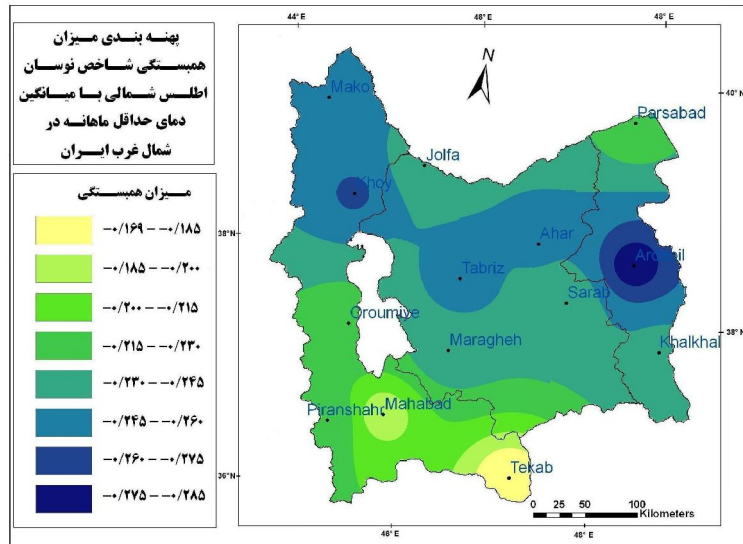 پهنه بندی میزان
همبستگی شاخص نوسان
اطلس شمالی با میانگین
دمای حداقل ماهانه در
شمال غرب ایران
میزان همبستگی
-۰/۱۶۹ - -۰/۱۸۵
-۰/۱۸۵ - -۰/۲۰۰
-۰/۲۰۰ - -۰/۲۱۵
-۰/۲۱۵ - -۰/۲۳۰
-۰/۲۳۰ - -۰/۲۴۵
-۰/۲۴۵ - -۰/۲۶۰
-۰/۲۶۰ - -۰/۲۷۵
-۰/۲۷۵ - -۰/۲۸۵
44°E 46°E 48°E
N
Mako
Parsabad
40°N
Jolfa
Khoy
38°N
Ahar
Ardebil
Tabriz
Sarab
Oroumiye
38°N
Maragheh
Khalkhal
Piranshahr
Mahabad
36°N
Tekab
36°N
0 25 50 100
Kilometers
46°E 48°E